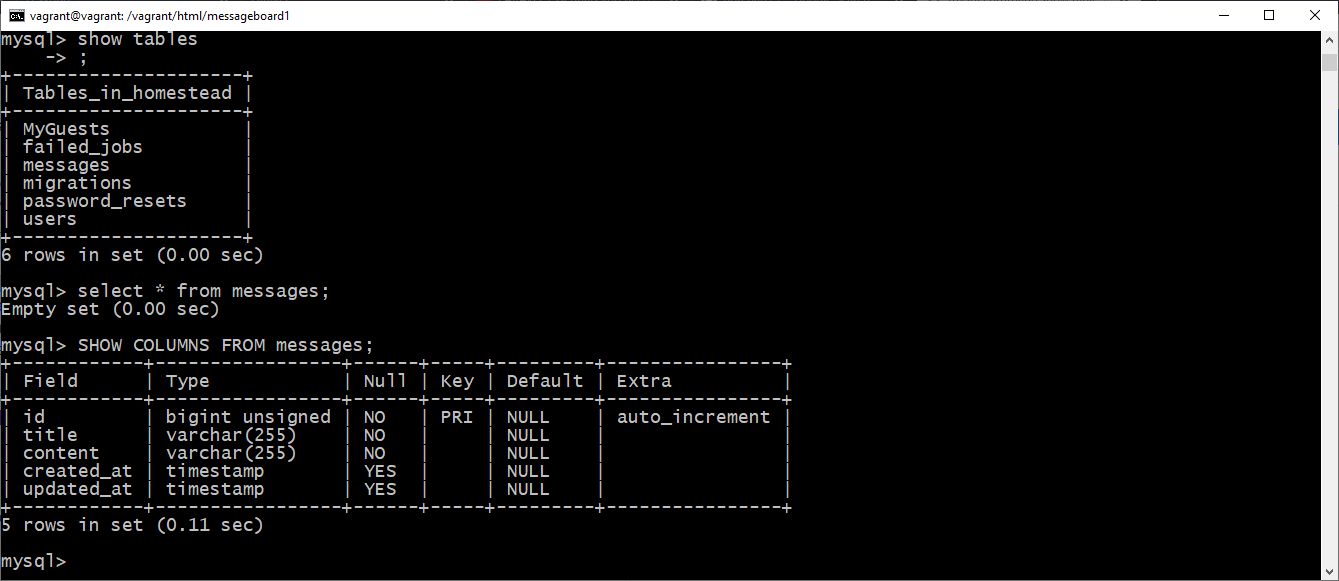 vagrant@vagrant: /vagrant/html/messageboard1
mysql> show tables
    -> ;
+---------------------+
| Tables_in_homestead |
+---------------------+
| MyGuests            |
| failed_jobs         |
| messages            |
| migrations          |
| password_resets     |
| users               |
+---------------------+
6 rows in set (0.00 sec)
mysql> select * from messages;
Empty set (0.00 sec)
mysql> SHOW COLUMNS FROM messages;
+------------+-----------------+------+-----+---------+----------------+
| Field      | Type            | Null | Key | Default | Extra          |
+------------+-----------------+------+-----+---------+----------------+
| id         | bigint unsigned | NO   | PRI | NULL    | auto_increment |
| title      | varchar(255)    | NO   |     | NULL    |                |
| content    | varchar(255)    | NO   |     | NULL    |                |
| created_at | timestamp       | YES  |     | NULL    |                |
| updated_at | timestamp       | YES  |     | NULL    |                |
+------------+-----------------+------+-----+---------+----------------+
5 rows in set (0.11 sec)
mysql>